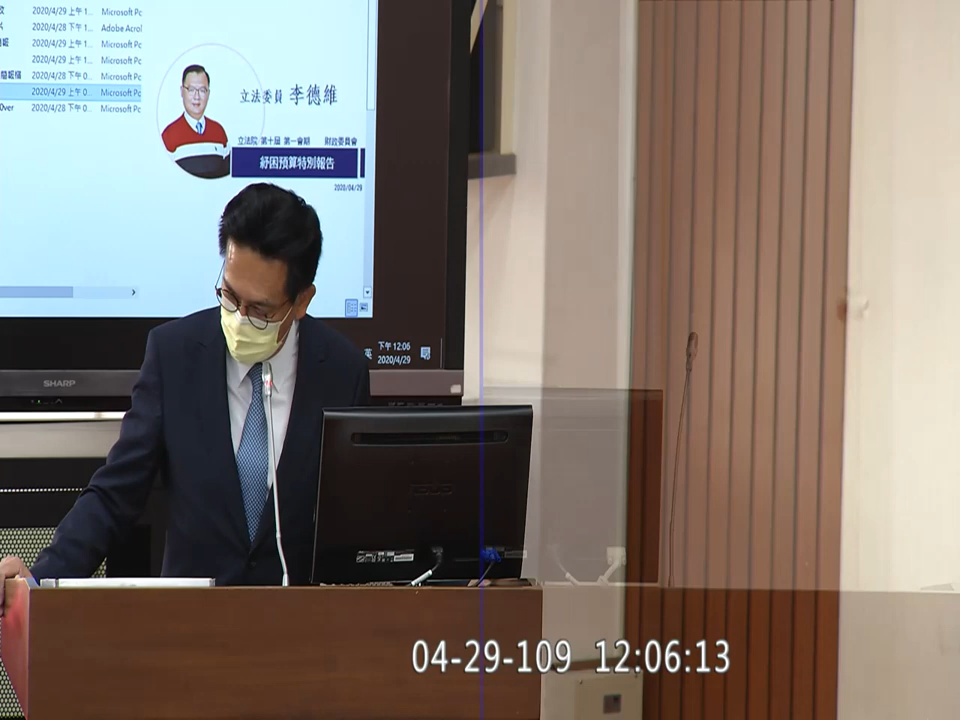 2020/4/29 上午 1... Microsoft Pc
2020/4/28 下午 1... Adobe Acrol
2020/4/29 上午 1... Microsoft Pc
2020/4/29 上午 1... Microsoft Pc
2020/4/28 下午 0... Microsoft Pc
2020/4/29 上午 0... Microsoft Pc
0ver 2020/4/28 下午 0... Microsoft Pc
立法委員 李德維
立法院 第十屆 第一會期 財政委員會
紓困預算特別報告
2020/04/29
英 下午 12:06
2020/4/29
SHARP
04-29-109 12:06:13